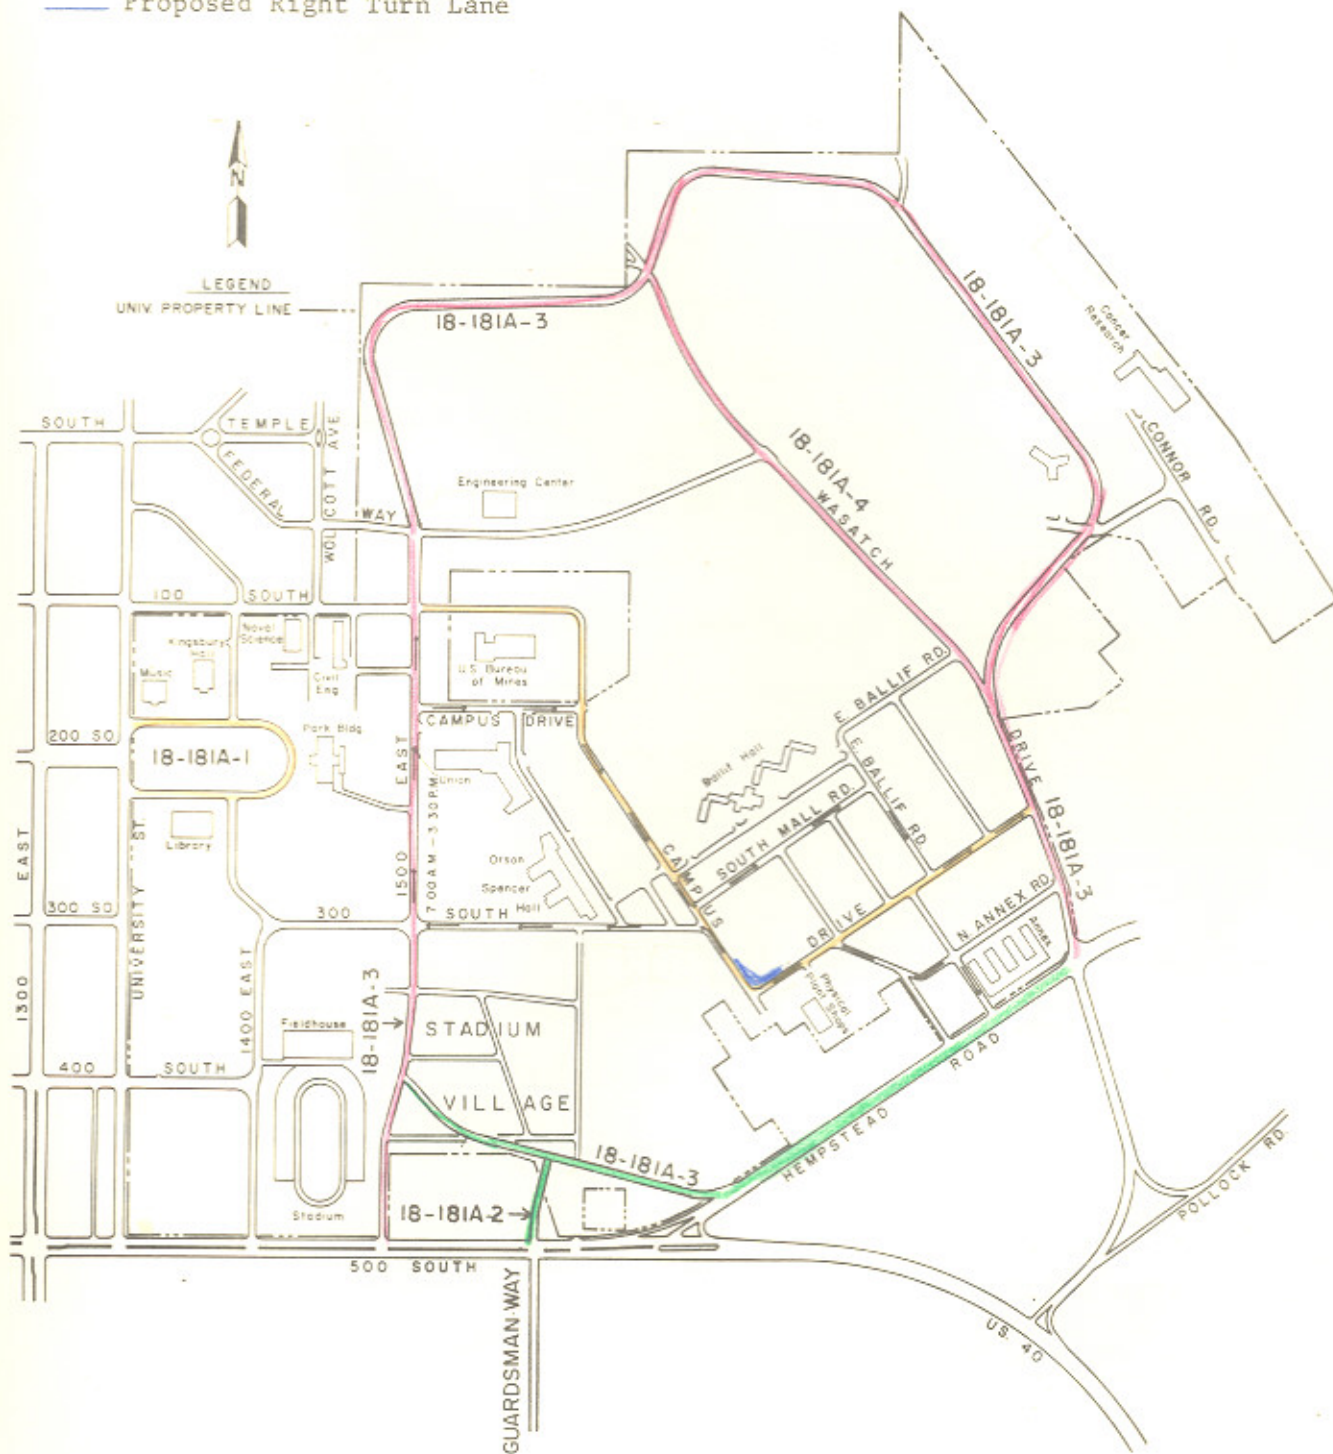 Proposed Right Turn Lane
N
LEGEND
UNIV. PROPERTY LINE
18-181A-3
18-181A-3
Cancer
Research
CONNOR RD.
SOUTH TEMPLE
WOLCOTT AVE
FEDERAL WAY
Engineering Center
18-181A-4
WASATCH DRIVE
100 SOUTH
Naval
Science
Kingsbury
Hall
Music
Civil
Eng
U.S. Bureau
of Mines
E. BALLIF RD.
CAMPUS DRIVE
Park Bldg
200 SO
18-181A-1
Union
Ballif Hall
E. BALLIF RD
SOUTH MALL RD.
1500 EAST
7:00 AM - 3:30 P.M.
Library
UNIVERSITY ST.
1300 EAST
Orson
Spencer
Hall
CAMPUS DRIVE
18-181A-3
300 SO
300 SOUTH
N. ANNEX RD.
Annex
Physical
Plant Shops
1400 EAST
18-181A-3
Fieldhouse
STADIUM
VILLAGE
400 SOUTH
HEMPSTEAD ROAD
18-181A-3
18-181A-2
Stadium
POLLOCK RD.
500 SOUTH
GUARDSMAN WAY
US. 40